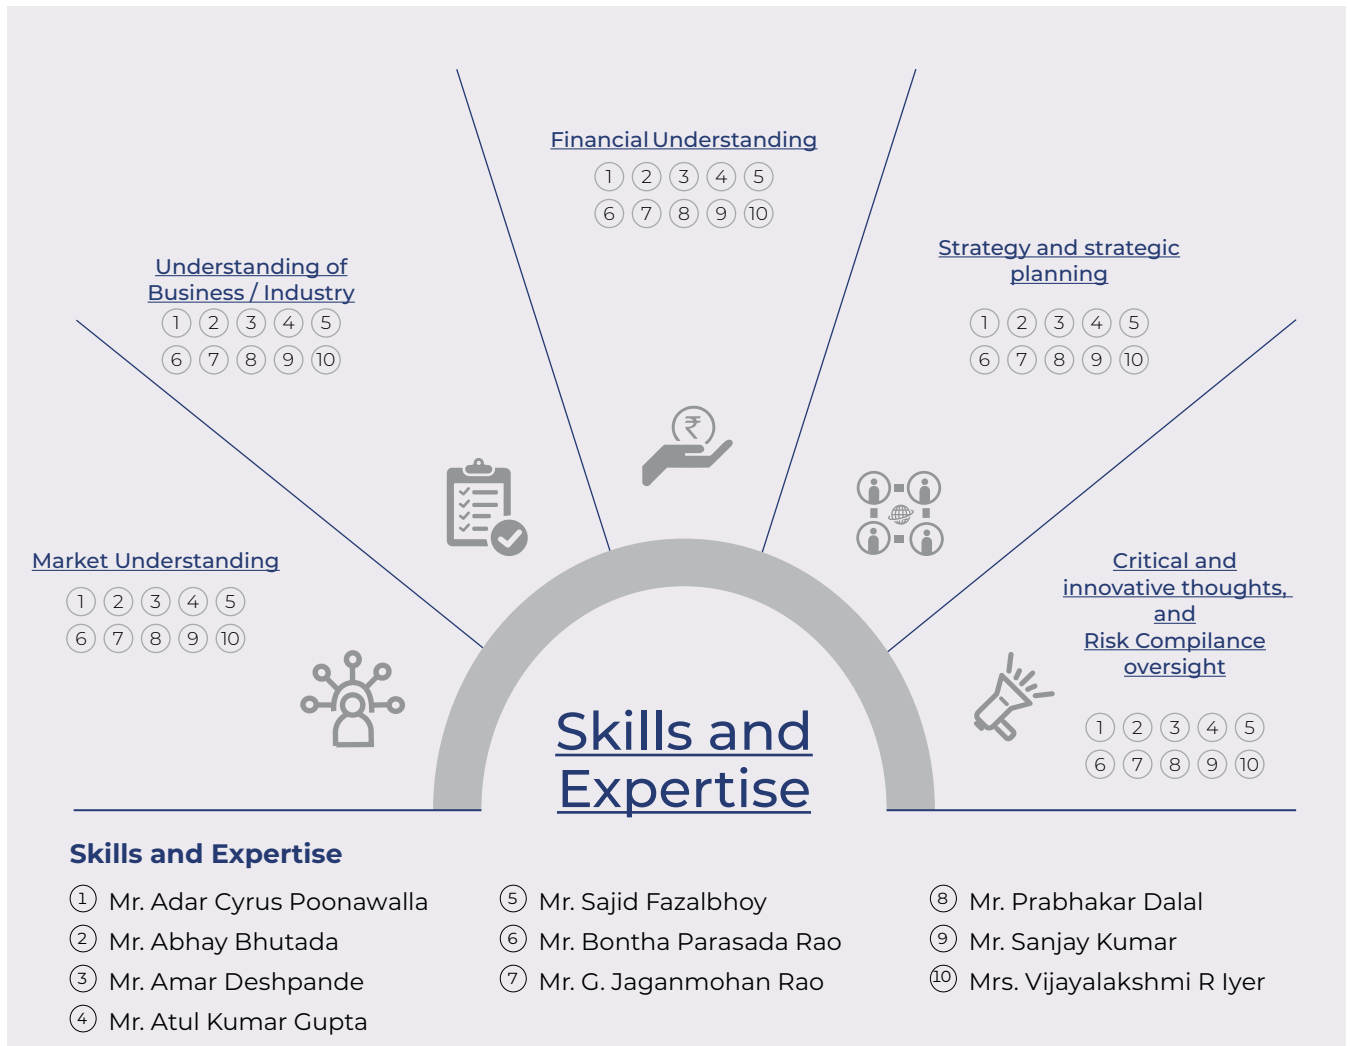 Financial Understanding
1 2 3 4 5
6 7 8 9 10
Understanding of
Business / Industry
1 2 3 4 5
6 7 8 9 10
Strategy and strategic
planning
1 2 3 4 5
6 7 8 9 10
₹
Market Understanding
1 2 3 4 5
6 7 8 9 10
Critical and
innovative thoughts,
and
Risk Compilance
oversight
1 2 3 4 5
6 7 8 9 10
Skills and
Expertise
Skills and Expertise
1 Mr. Adar Cyrus Poonawalla
2 Mr. Abhay Bhutada
3 Mr. Amar Deshpande
4 Mr. Atul Kumar Gupta
5 Mr. Sajid Fazalbhoy
6 Mr. Bontha Parasada Rao
7 Mr. G. Jaganmohan Rao
8 Mr. Prabhakar Dalal
9 Mr. Sanjay Kumar
10 Mrs. Vijayalakshmi R Iyer